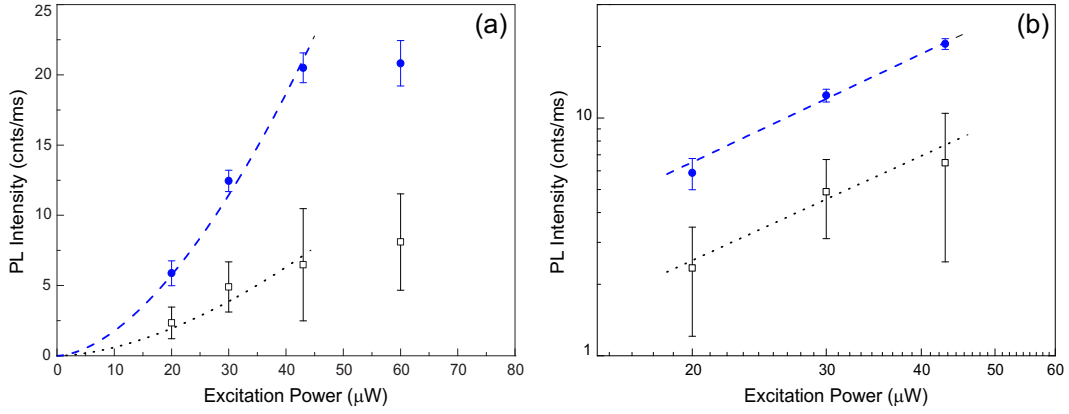 (a)
25
20
15
10
5
0
PL Intensity (cnts/ms)
0 10 20 30 40 50 60 70 80
Excitation Power (μW)
(b)
10
1
PL Intensity (cnts/ms)
20 30 40 50 60
Excitation Power (μW)